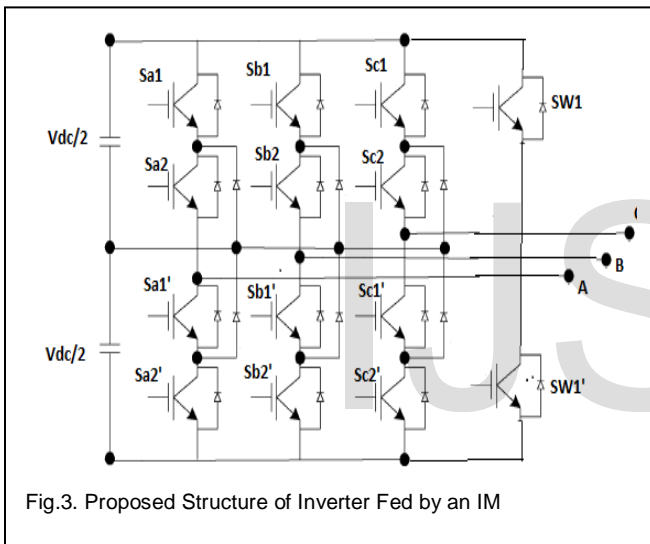 Sa1
Sb1
Sc1
SW1
Vdc/2
Sa2
Sb2
Sc2
C
B
A
Sa1'
Sb1'
Sc1'
Vdc/2
Sa2'
Sb2'
Sc2'
SW1'
IJS
Fig.3. Proposed Structure of Inverter Fed by an IM